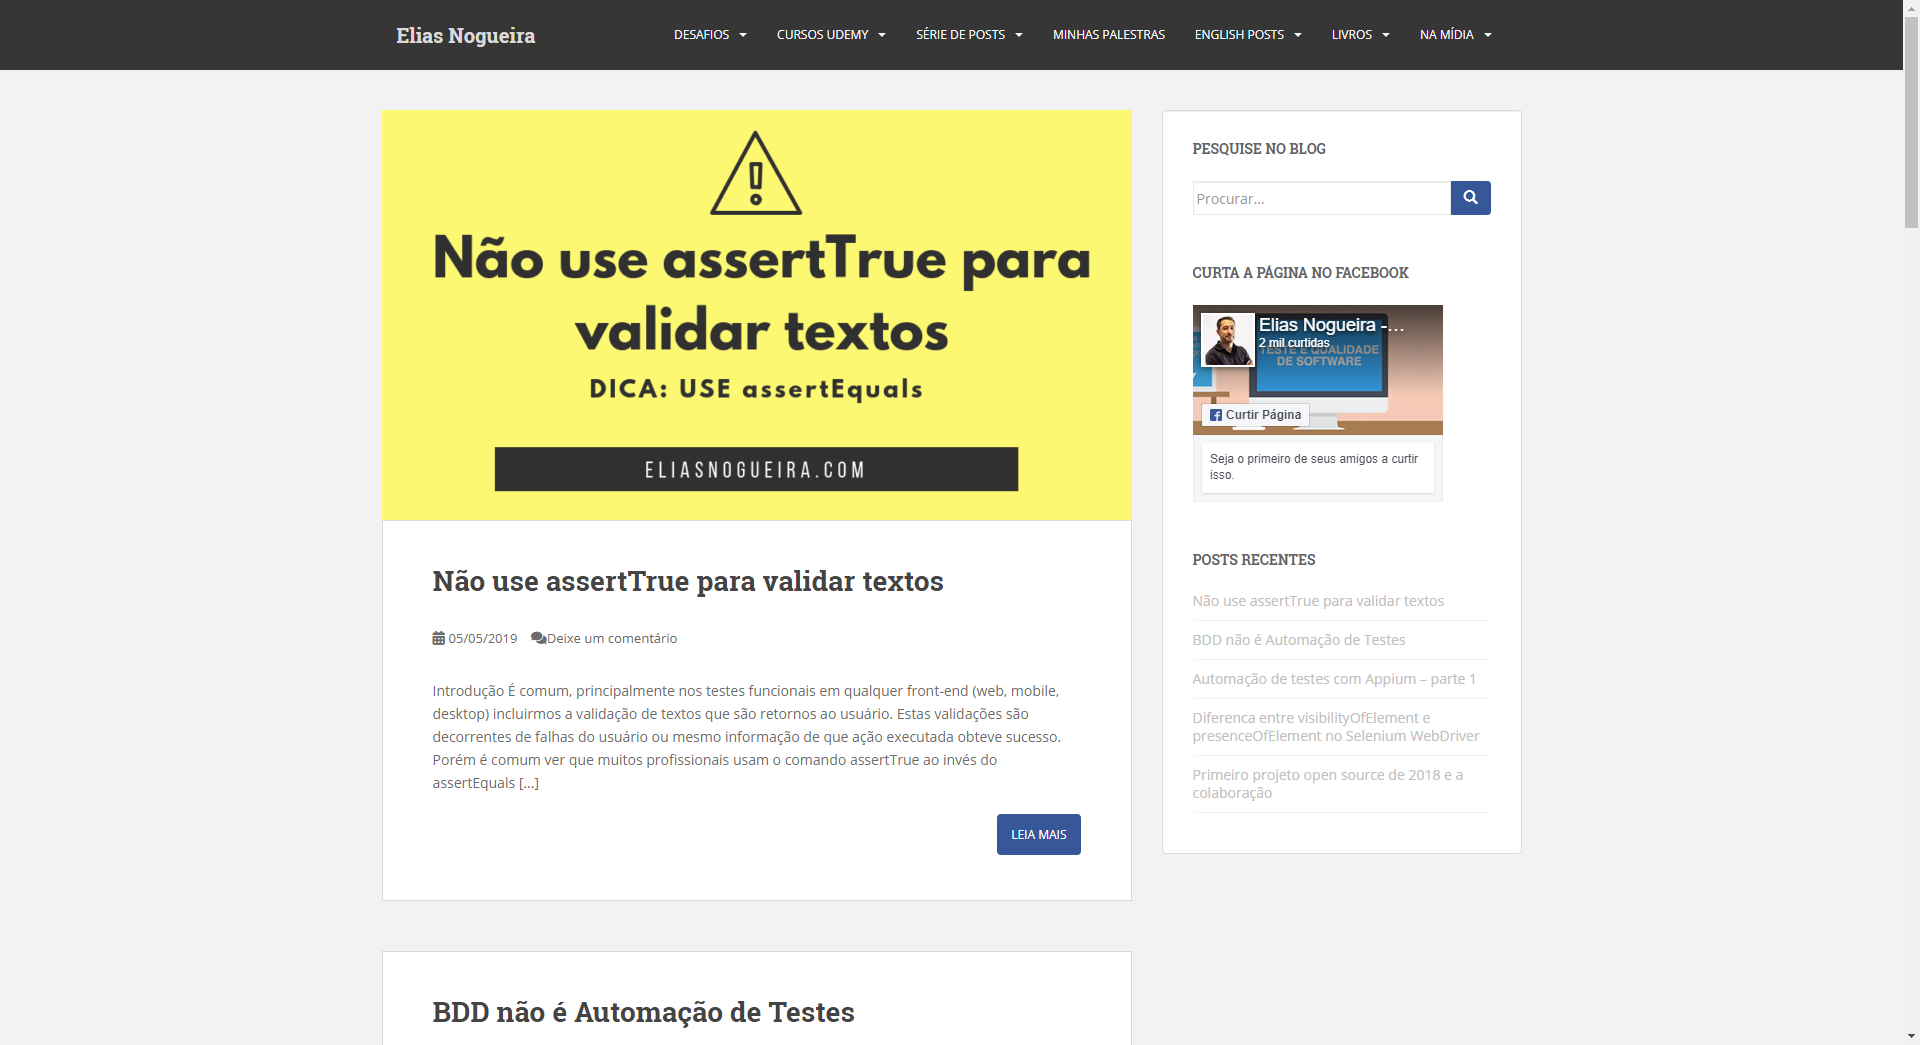 Elias Nogueira
DESAFIOS
CURSOS UDEMY
SÉRIE DE POSTS
MINHAS PALESTRAS
ENGLISH POSTS
LIVROS
NA MÍDIA
Não use assertTrue para
validar textos
DICA: USE assertEquals
ELIASNOGUEIRA.COM
Não use assertTrue para validar textos
05/05/2019 Deixe um comentário
Introdução É comum, principalmente nos testes funcionais em qualquer front-end (web, mobile,
desktop) incluirmos a validação de textos que são retornos ao usuário. Estas validações são
decorrentes de falhas do usuário ou mesmo informação de que ação executada obteve sucesso.
Porém é comum ver que muitos profissionais usam o comando assertTrue ao invés do
assertEquals […]
LEIA MAIS
BDD não é Automação de Testes
PESQUISE NO BLOG
Procurar...
CURTA A PÁGINA NO FACEBOOK
Elias Nogueira -...
2 mil curtidas
TESTE E QUALIDADE
DE SOFTWARE
Curtir Página
Seja o primeiro de seus amigos a curtir
isso.
POSTS RECENTES
Não use assertTrue para validar textos
BDD não é Automação de Testes
Automação de testes com Appium – parte 1
Diferenca entre visibilityOfElement e
presenceOfElement no Selenium WebDriver
Primeiro projeto open source de 2018 e a
colaboração